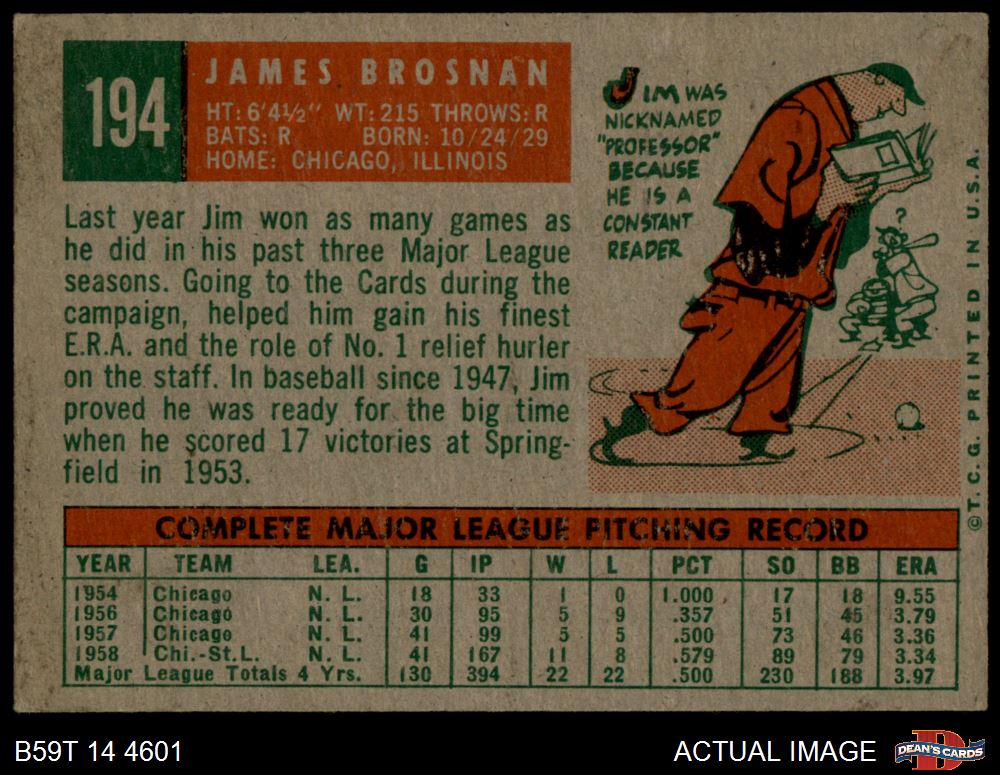 194
JAMES BROSNAN
HT: 6'4½" WT: 215 THROWS: R
BATS: R BORN: 10/24/29
HOME: CHICAGO, ILLINOIS
Last year Jim won as many games as
he did in his past three Major League
seasons. Going to the Cards during the
campaign, helped him gain his finest
E.R.A. and the role of No. 1 relief hurler
on the staff. In baseball since 1947, Jim
proved he was ready for the big time
when he scored 17 victories at Spring-
field in 1953.
JIM WAS
NICKNAMED
"PROFESSOR"
BECAUSE
HE IS A
CONSTANT
READER
?
© T. C. G. PRINTED IN U.S.A.
COMPLETE MAJOR LEAGUE PITCHING RECORD
YEAR TEAM LEA. G IP W L PCT SO BB ERA
1954 Chicago N. L. 18 33 1 0 1.000 17 18 9.55
1956 Chicago N. L. 30 95 5 9 .357 51 45 3.79
1957 Chicago N. L. 41 99 5 5 .500 73 46 3.36
1958 Chi.-St.L. N. L. 41 167 11 8 .579 89 79 3.34
Major League Totals 4 Yrs. 130 394 22 22 .500 230 188 3.97
B59T 14 4601
ACTUAL IMAGE
D
DEAN'S CARDS